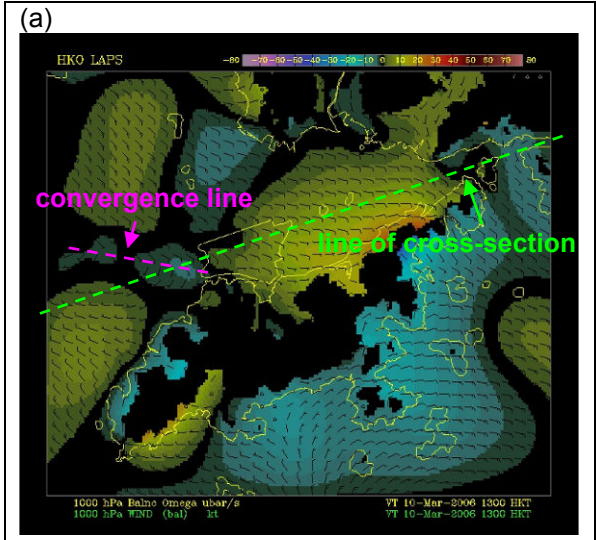 (a)
HKO LAPS
-80 -70 -60 -50 -40 -30 -20 -10 0 10 20 30 40 50 60 70 80
convergence line
line of cross-section
1000 hPa Balnc Omega ubar/s VT 10-Mar-2006 1300 HKT
1000 hPa WIND (bal) kt VT 10-Mar-2006 1300 HKT